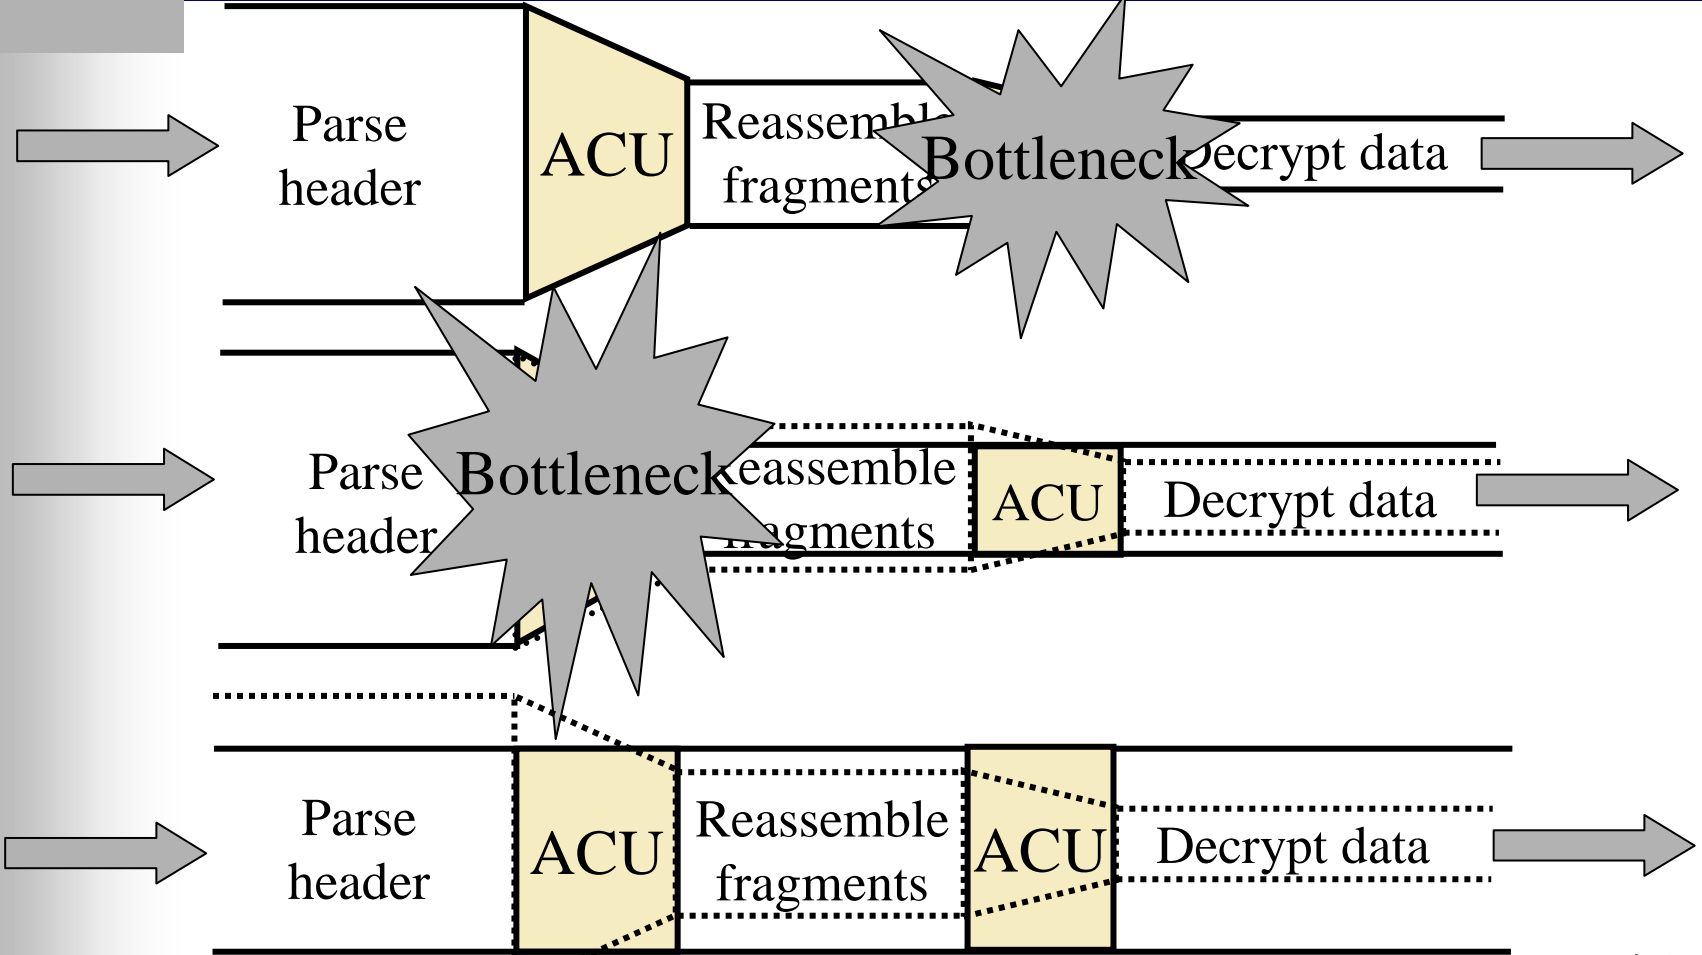 Parse
header
ACU
Reassemble
fragments
Bottleneck
Decrypt data
Parse
header
Bottleneck
Reassemble
fragments
ACU
Decrypt data
Parse
header
ACU
Reassemble
fragments
ACU
Decrypt data